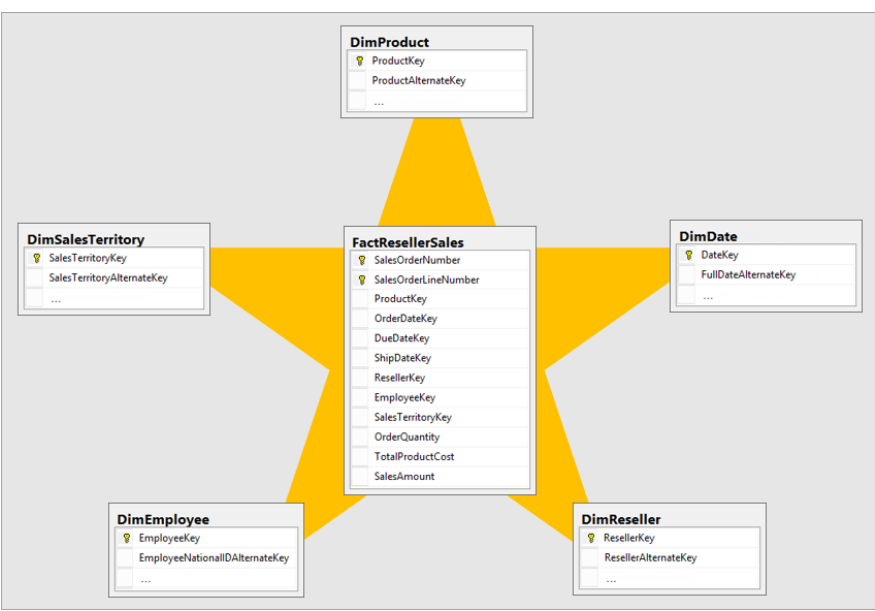 DimProduct
ProductKey
ProductAlternateKey
...
DimSalesTerritory
SalesTerritoryKey
SalesTerritoryAlternateKey
...
FactResellerSales
SalesOrderNumber
SalesOrderLineNumber
ProductKey
OrderDateKey
DueDateKey
ShipDateKey
ResellerKey
EmployeeKey
SalesTerritoryKey
OrderQuantity
TotalProductCost
SalesAmount
DimDate
DateKey
FullDateAlternateKey
...
DimEmployee
EmployeeKey
EmployeeNationalIDAlternateKey
...
DimReseller
ResellerKey
ResellerAlternateKey
...